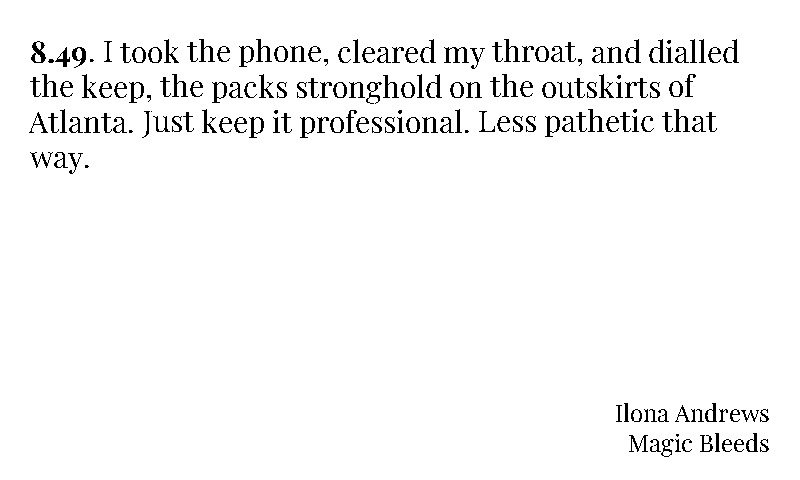 8.49. I took the phone, cleared my throat, and dialled
the keep, the packs stronghold on the outskirts of
Atlanta. Just keep it professional. Less pathetic that
way.
Ilona Andrews
Magic Bleeds